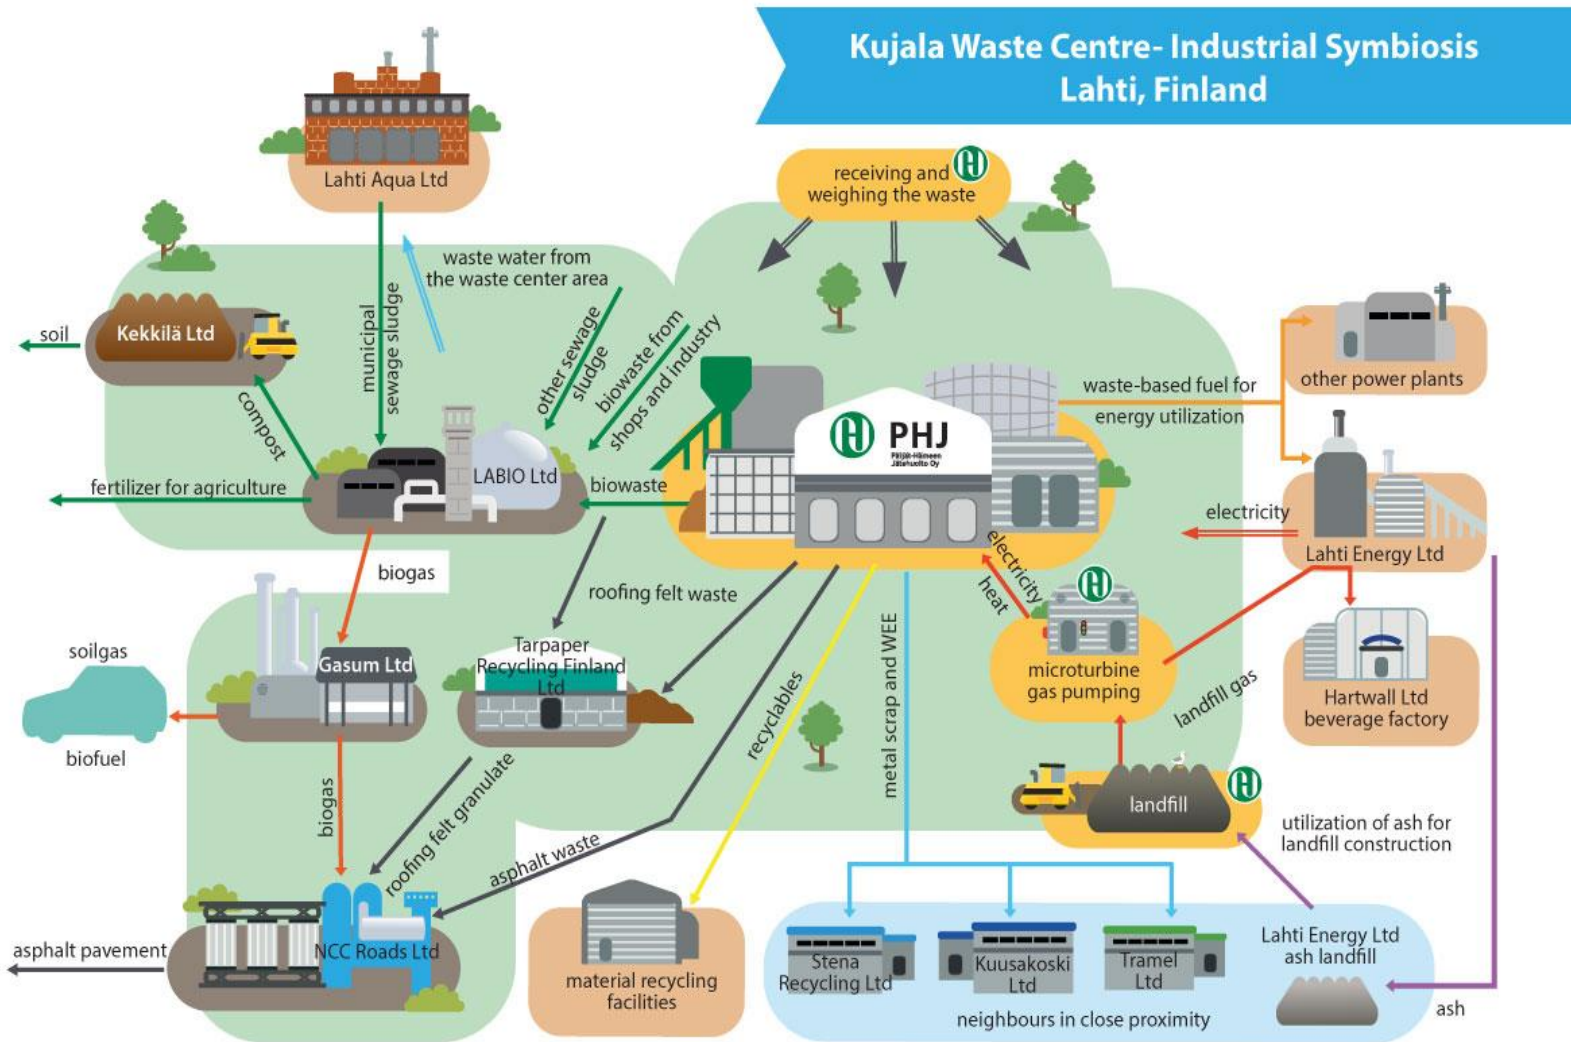 Kujala Waste Centre- Industrial Symbiosis
Lahti, Finland
Lahti Aqua Ltd
receiving and
weighing the waste
waste water from
the waste center area
municipal
sewage sludge
other sewage
sludge
biowaste from
shops and industry
soil
Kekkilä Ltd
compost
fertilizer for agriculture
LABIO Ltd
biowaste
PHJ
Päijät-Hämeen
Jätehuolto Oy
waste-based fuel for
energy utilization
other power plants
electricity
Lahti Energy Ltd
biogas
roofing felt waste
electricity
heat
soilgas
biofuel
Gasum Ltd
Tarpaper
Recycling Finland
Ltd
recyclables
metal scrap and WEE
microturbine
gas pumping
landfill gas
Hartwall Ltd
beverage factory
biogas
roofing felt granulate
asphalt waste
landfill
utilization of ash for
landfill construction
asphalt pavement
NCC Roads Ltd
material recycling
facilities
Stena
Recycling Ltd
Kuusakoski
Ltd
Tramel
Ltd
Lahti Energy Ltd
ash landfill
neighbours in close proximity
ash